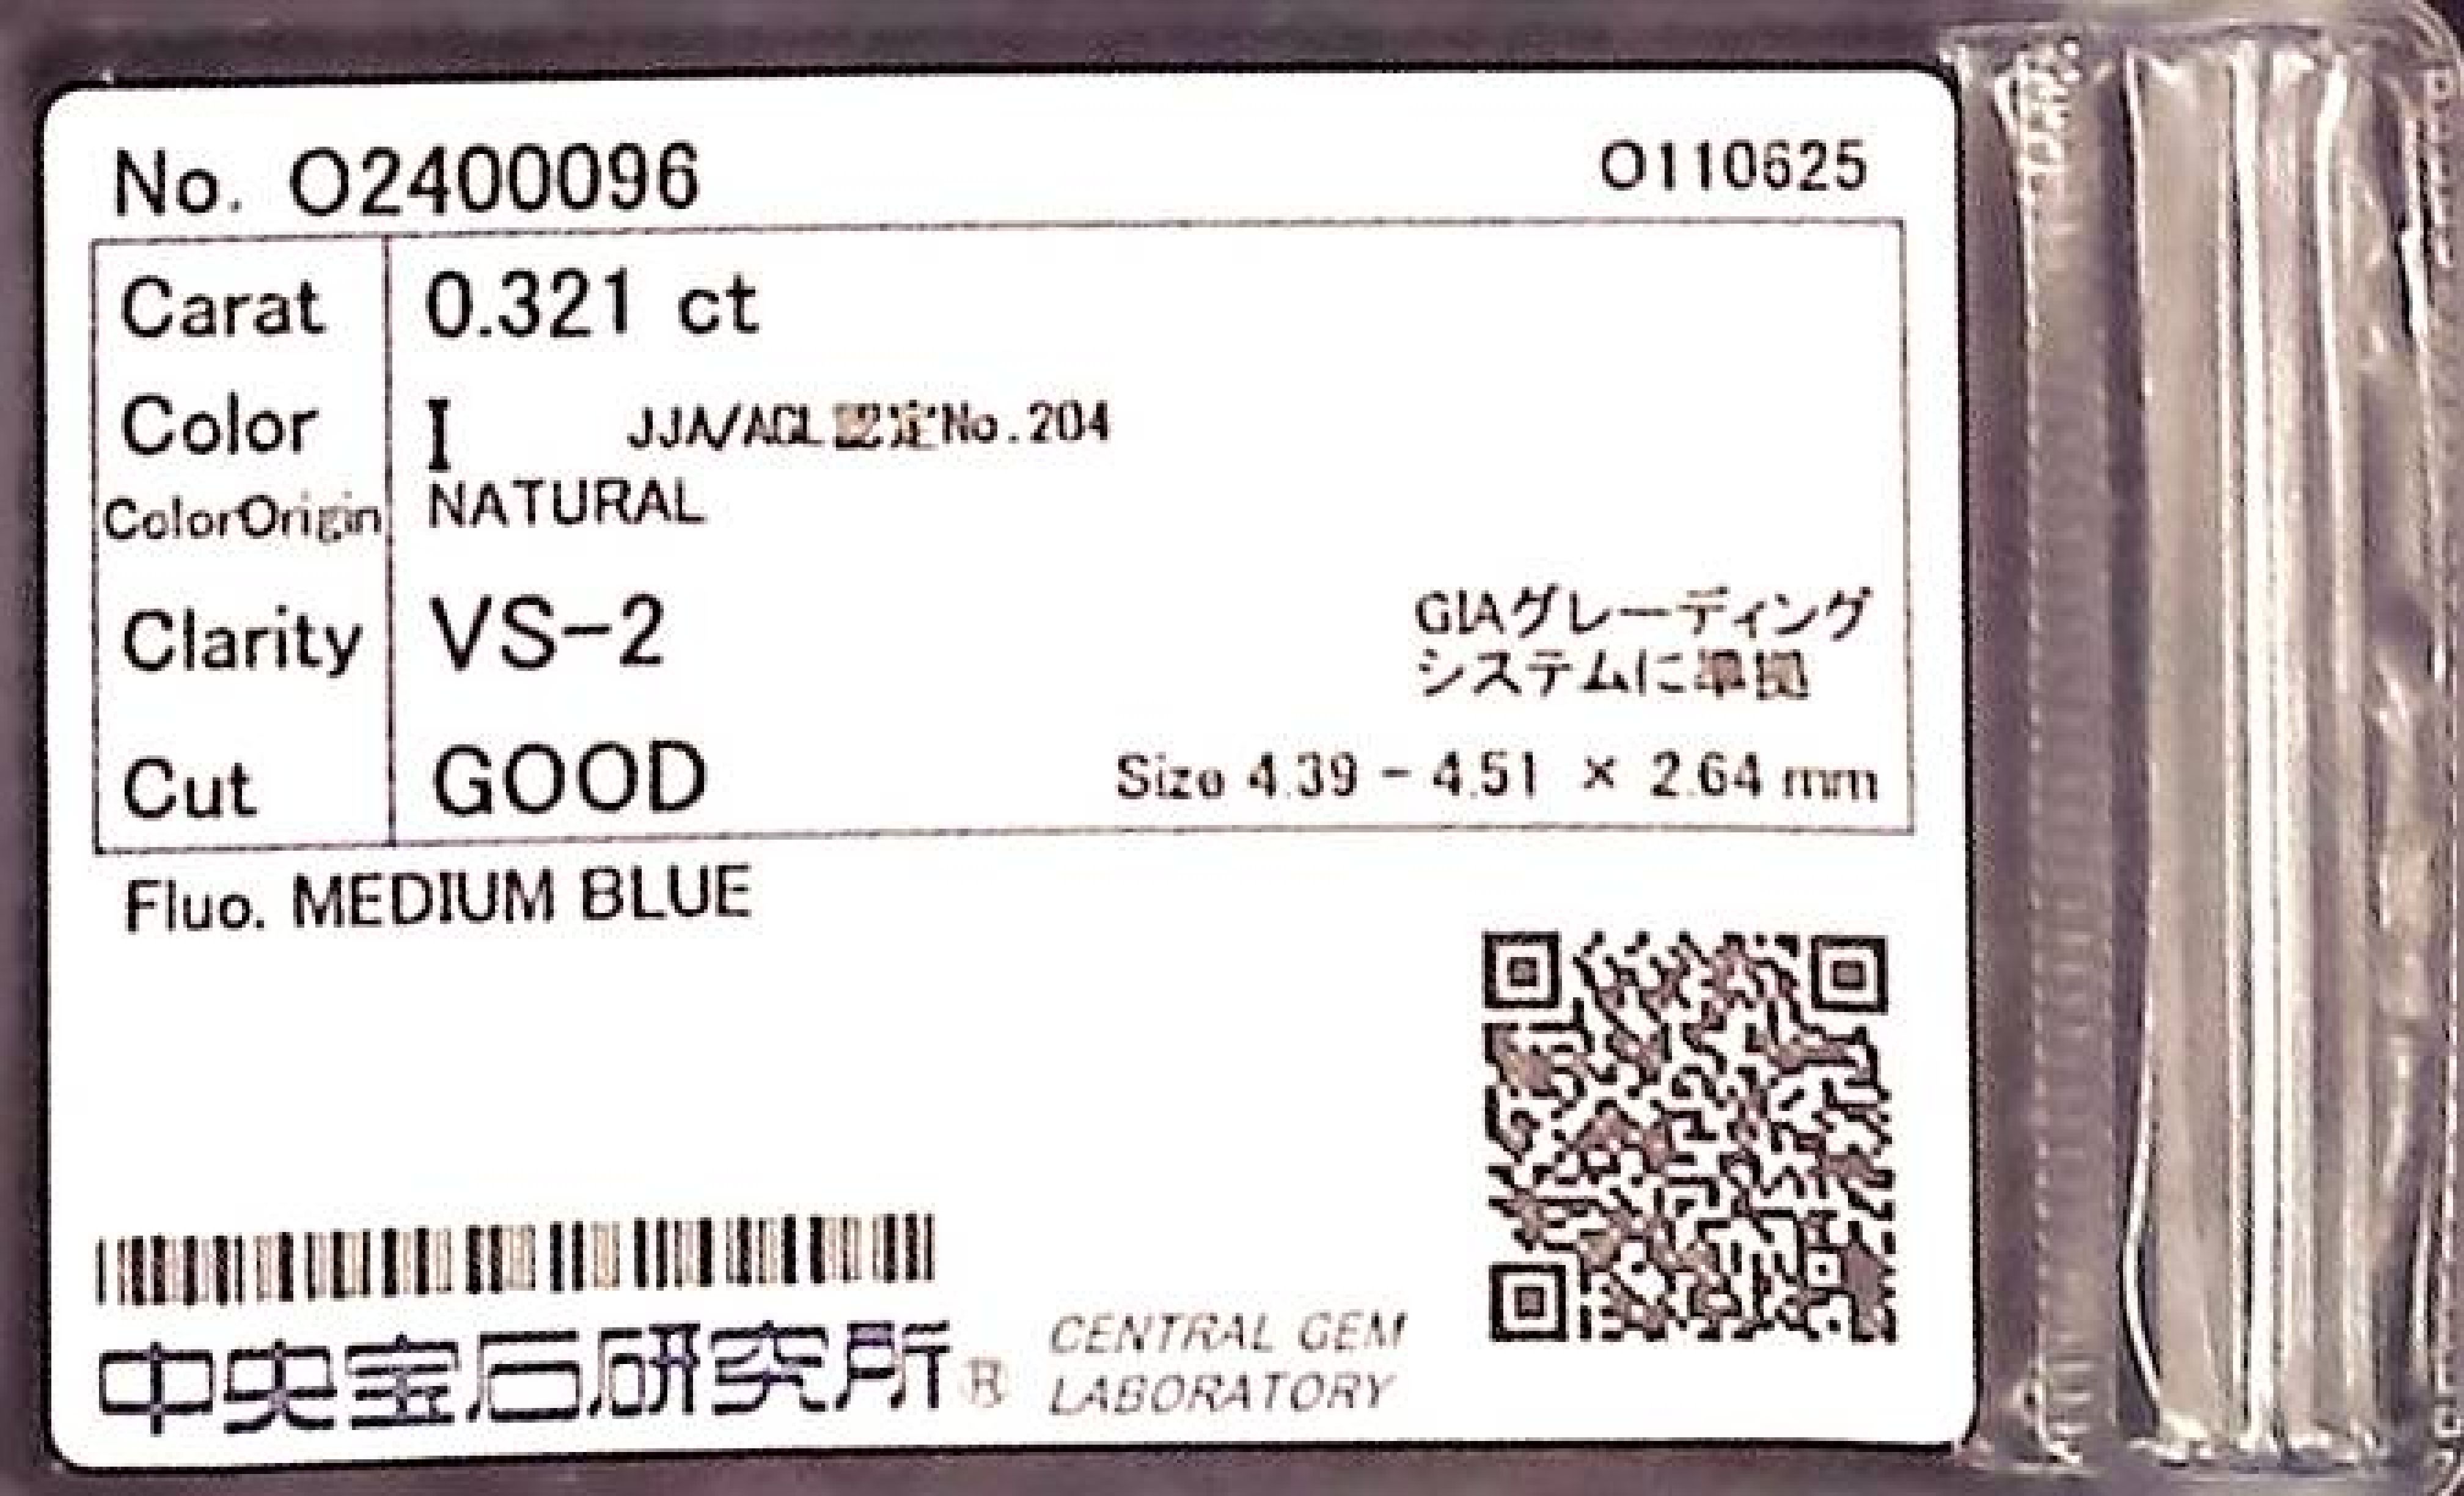 No. O2400096 O110625
Carat 0.321 ct
Color I JJA/AGL認定No.204
ColorOrigin NATURAL
Clarity VS-2
GIAグレーディング
システムに準拠
Cut GOOD Size 4.39 - 4.51 × 2.64 mm
Fluo. MEDIUM BLUE
中央宝石研究所® CENTRAL GEM
LABORATORY